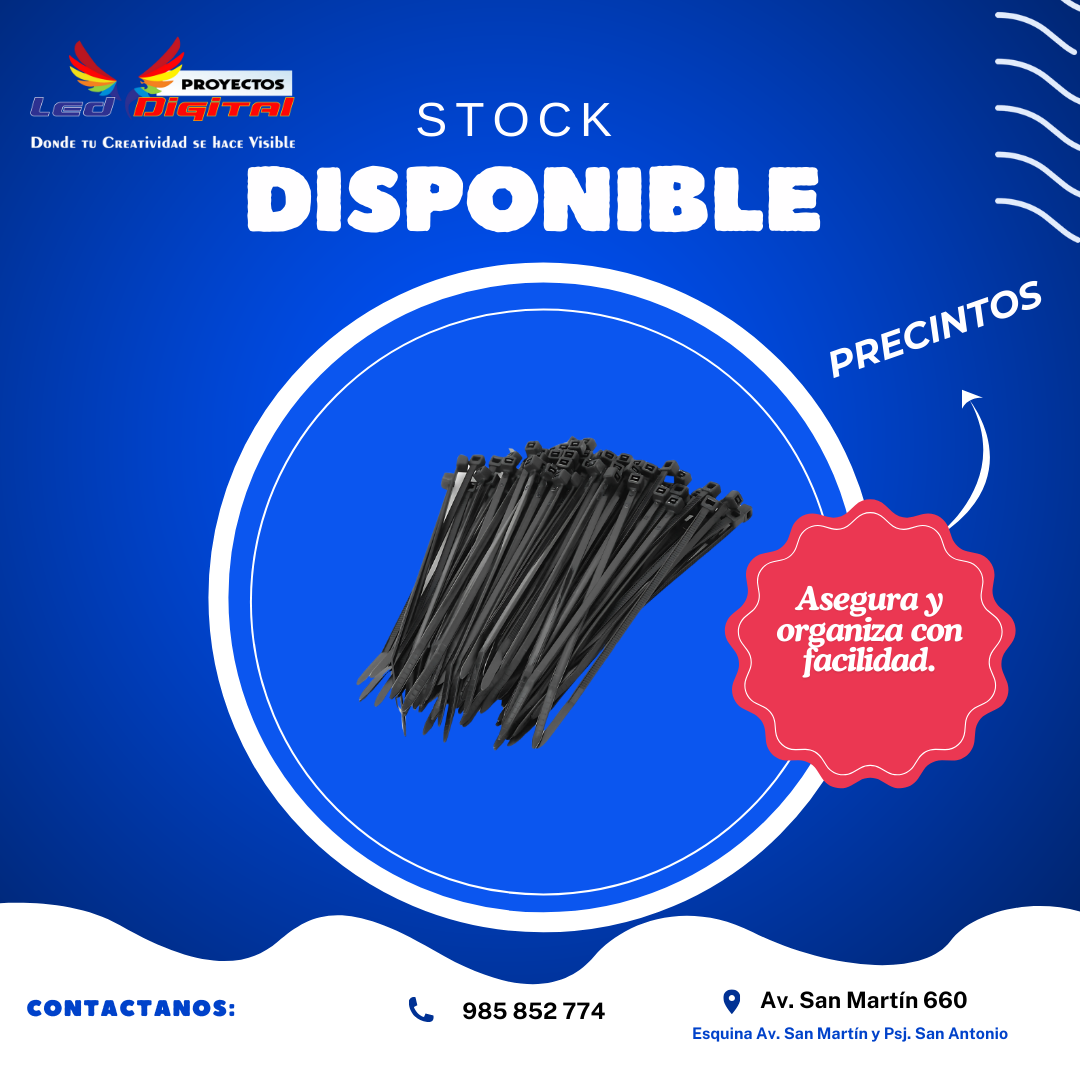 PROYECTOS
Led Digital
Donde tu Creatividad se hace Visible
STOCK
DISPONIBLE
PRECINTOS
Asegura y
organiza con
facilidad.
CONTACTANOS:
985 852 774
Av. San Martín 660
Esquina Av. San Martín y Psj. San Antonio